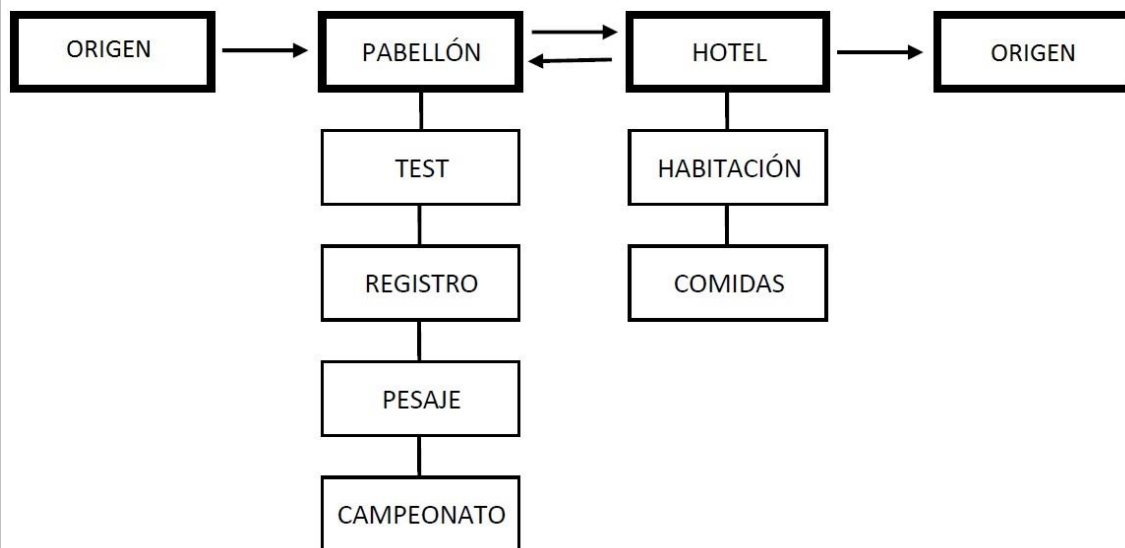 ORIGEN
PABELLÓN
HOTEL
ORIGEN
TEST
HABITACIÓN
REGISTRO
COMIDAS
PESAJE
CAMPEONATO